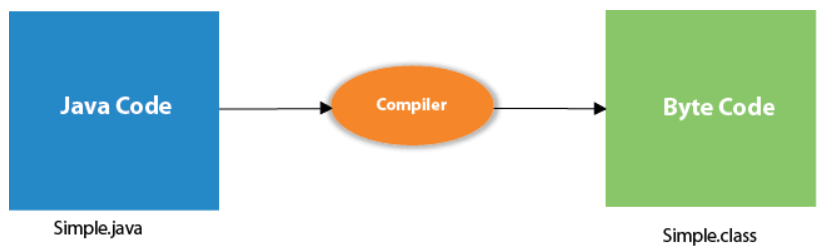 Java Code
Compiler
Byte Code
Simple.java
Simple.class